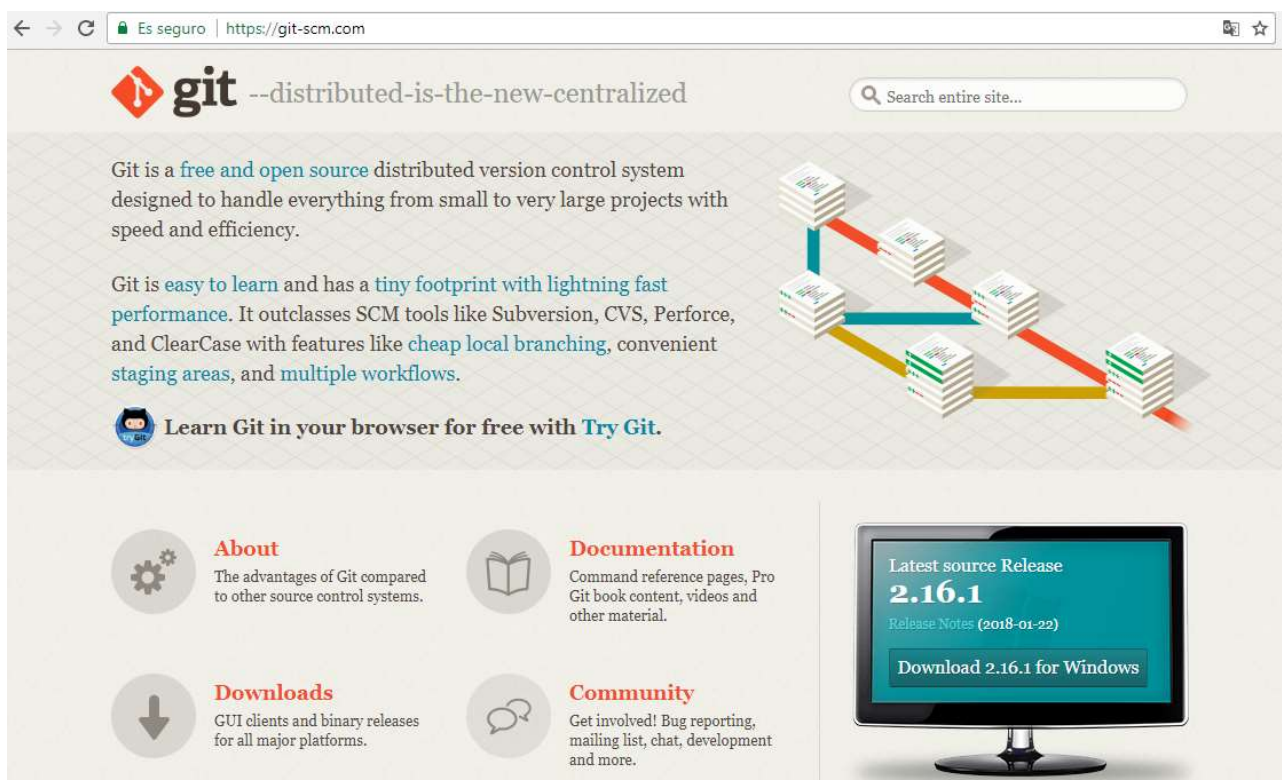 Es seguro | https://git-scm.com
git --distributed-is-the-new-centralized
Search entire site...
Git is a free and open source distributed version control system
designed to handle everything from small to very large projects with
speed and efficiency.
Git is easy to learn and has a tiny footprint with lightning fast
performance. It outclasses SCM tools like Subversion, CVS, Perforce,
and ClearCase with features like cheap local branching, convenient
staging areas, and multiple workflows.
tryGit
Learn Git in your browser for free with Try Git.
About
The advantages of Git compared
to other source control systems.
Documentation
Command reference pages, Pro
Git book content, videos and
other material.
Downloads
GUI clients and binary releases
for all major platforms.
Community
Get involved! Bug reporting,
mailing list, chat, development
and more.
Latest source Release
2.16.1
Release Notes (2018-01-22)
Download 2.16.1 for Windows